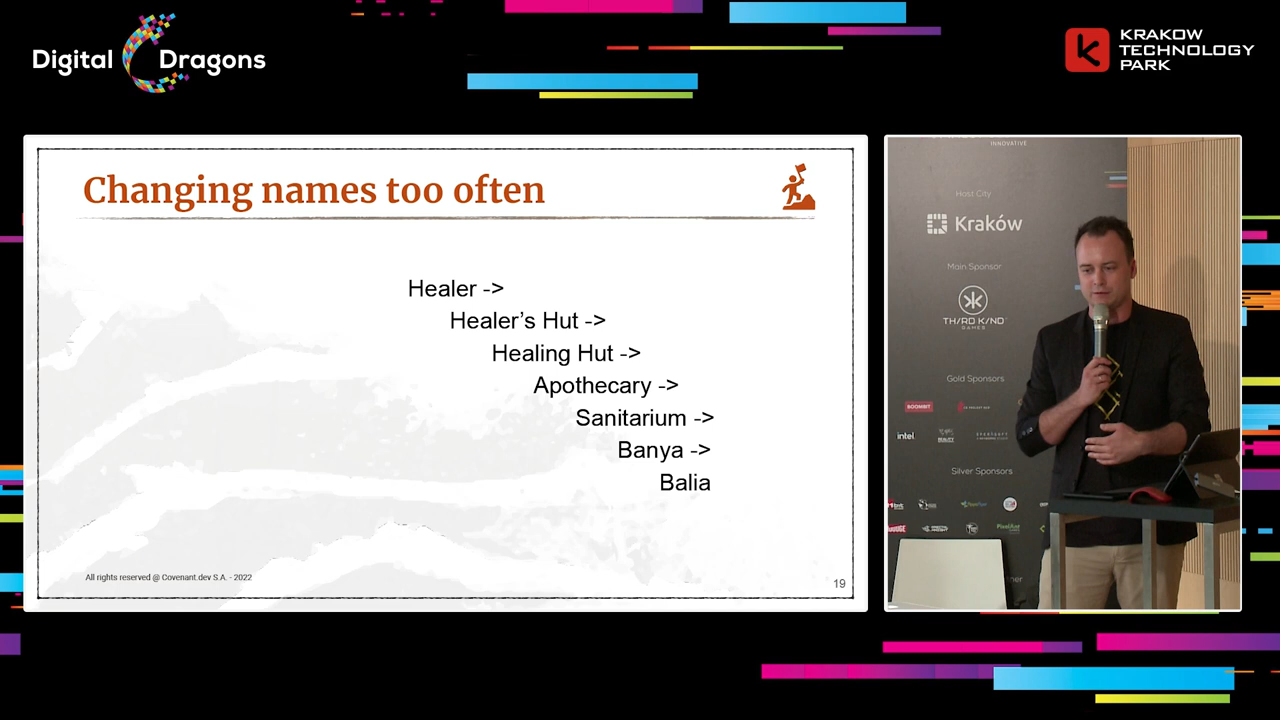 Digital Dragons
KRAKOW
TECHNOLOGY
PARK
Changing names too often
Healer ->
Healer’s Hut ->
Healing Hut ->
Apothecary ->
Sanitarium ->
Banya ->
Balia
All rights reserved @ Covenant.dev S.A. - 2022
19
INNOVATIVE
Host City
Kraków
Main Sponsor
TH/RD K/ND
GAMES
Gold Sponsors
BOOMBIT
intel
Silver Sponsors